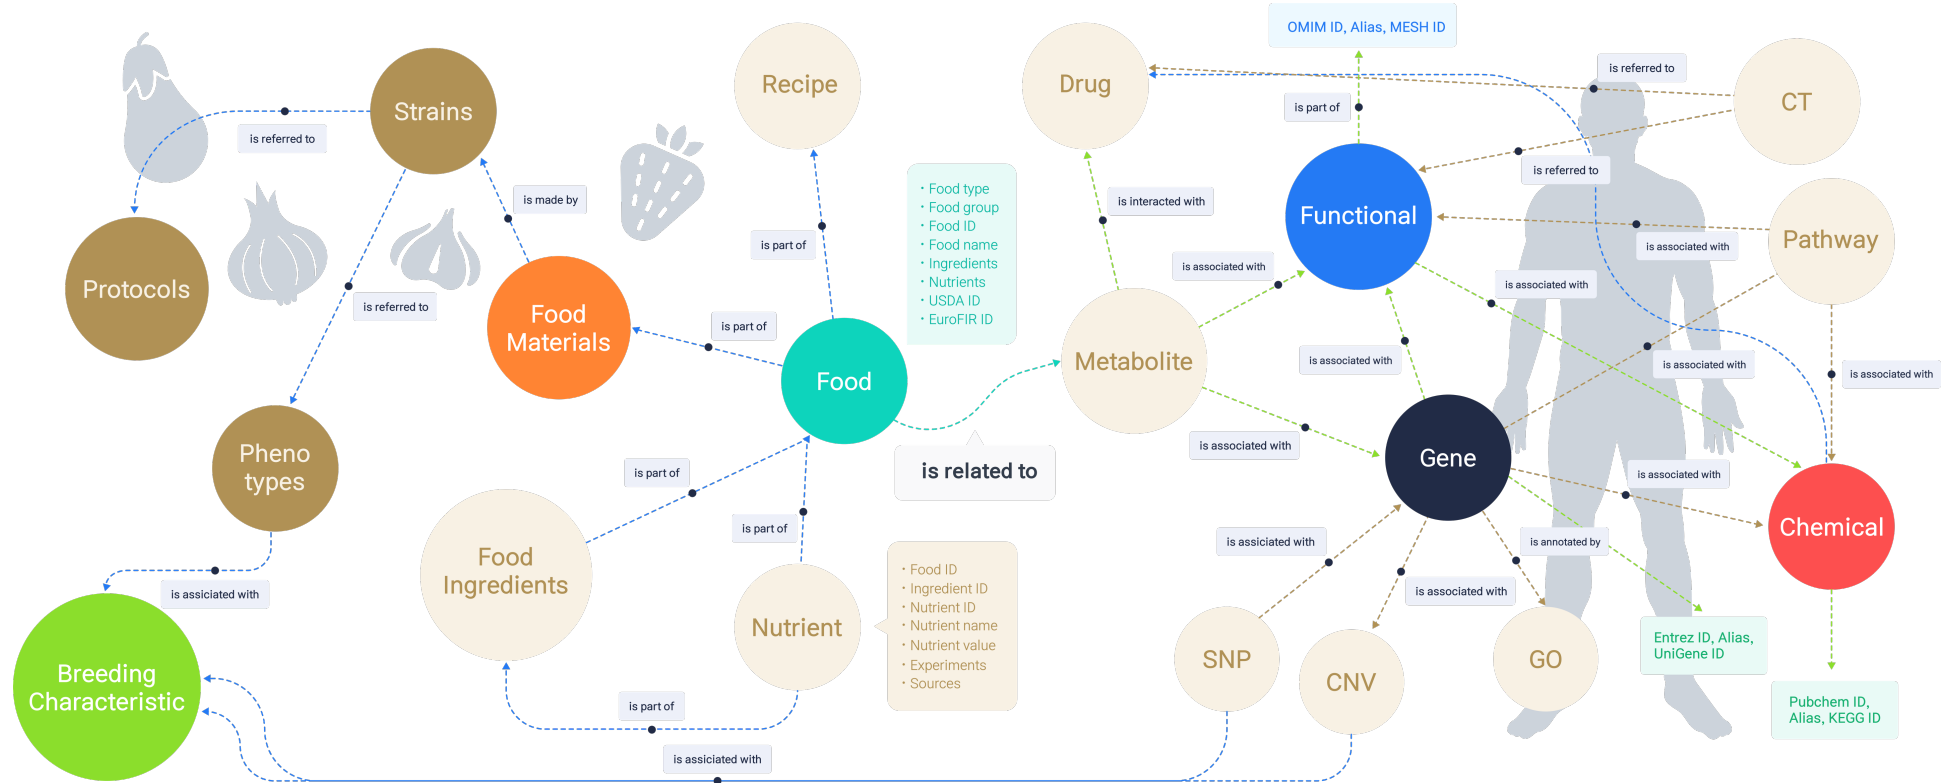 OMIM ID, Alias, MESH ID
Recipe
Drug
is referred to
CT
Strains
is part of
is referred to
is referred to
・Food type
・Food group
・Food ID
・Food name
・Ingredients
・Nutrients
・USDA ID
・EuroFIR ID
is made by
is interacted with
Functional
Pathway
is part of
is associated with
is associated with
is associated with
Protocols
is referred to
Food
Materials
is part of
is associated with
Metabolite
is associated with
is associated with
Food
is associated with
Gene
is related to
Pheno
types
is part of
is associated with
is part of
Chemical
is assiciated with
is annotated by
Food
Ingredients
・Food ID
・Ingredient ID
・Nutrient ID
・Nutrient name
・Nutrient value
・Experiments
・Sources
is assiciated with
is associated with
Nutrient
Entrez ID, Alias,
UniGene ID
SNP
CNV
GO
Breeding
Characteristic
is part of
Pubchem ID,
Alias, KEGG ID
is assiciated with